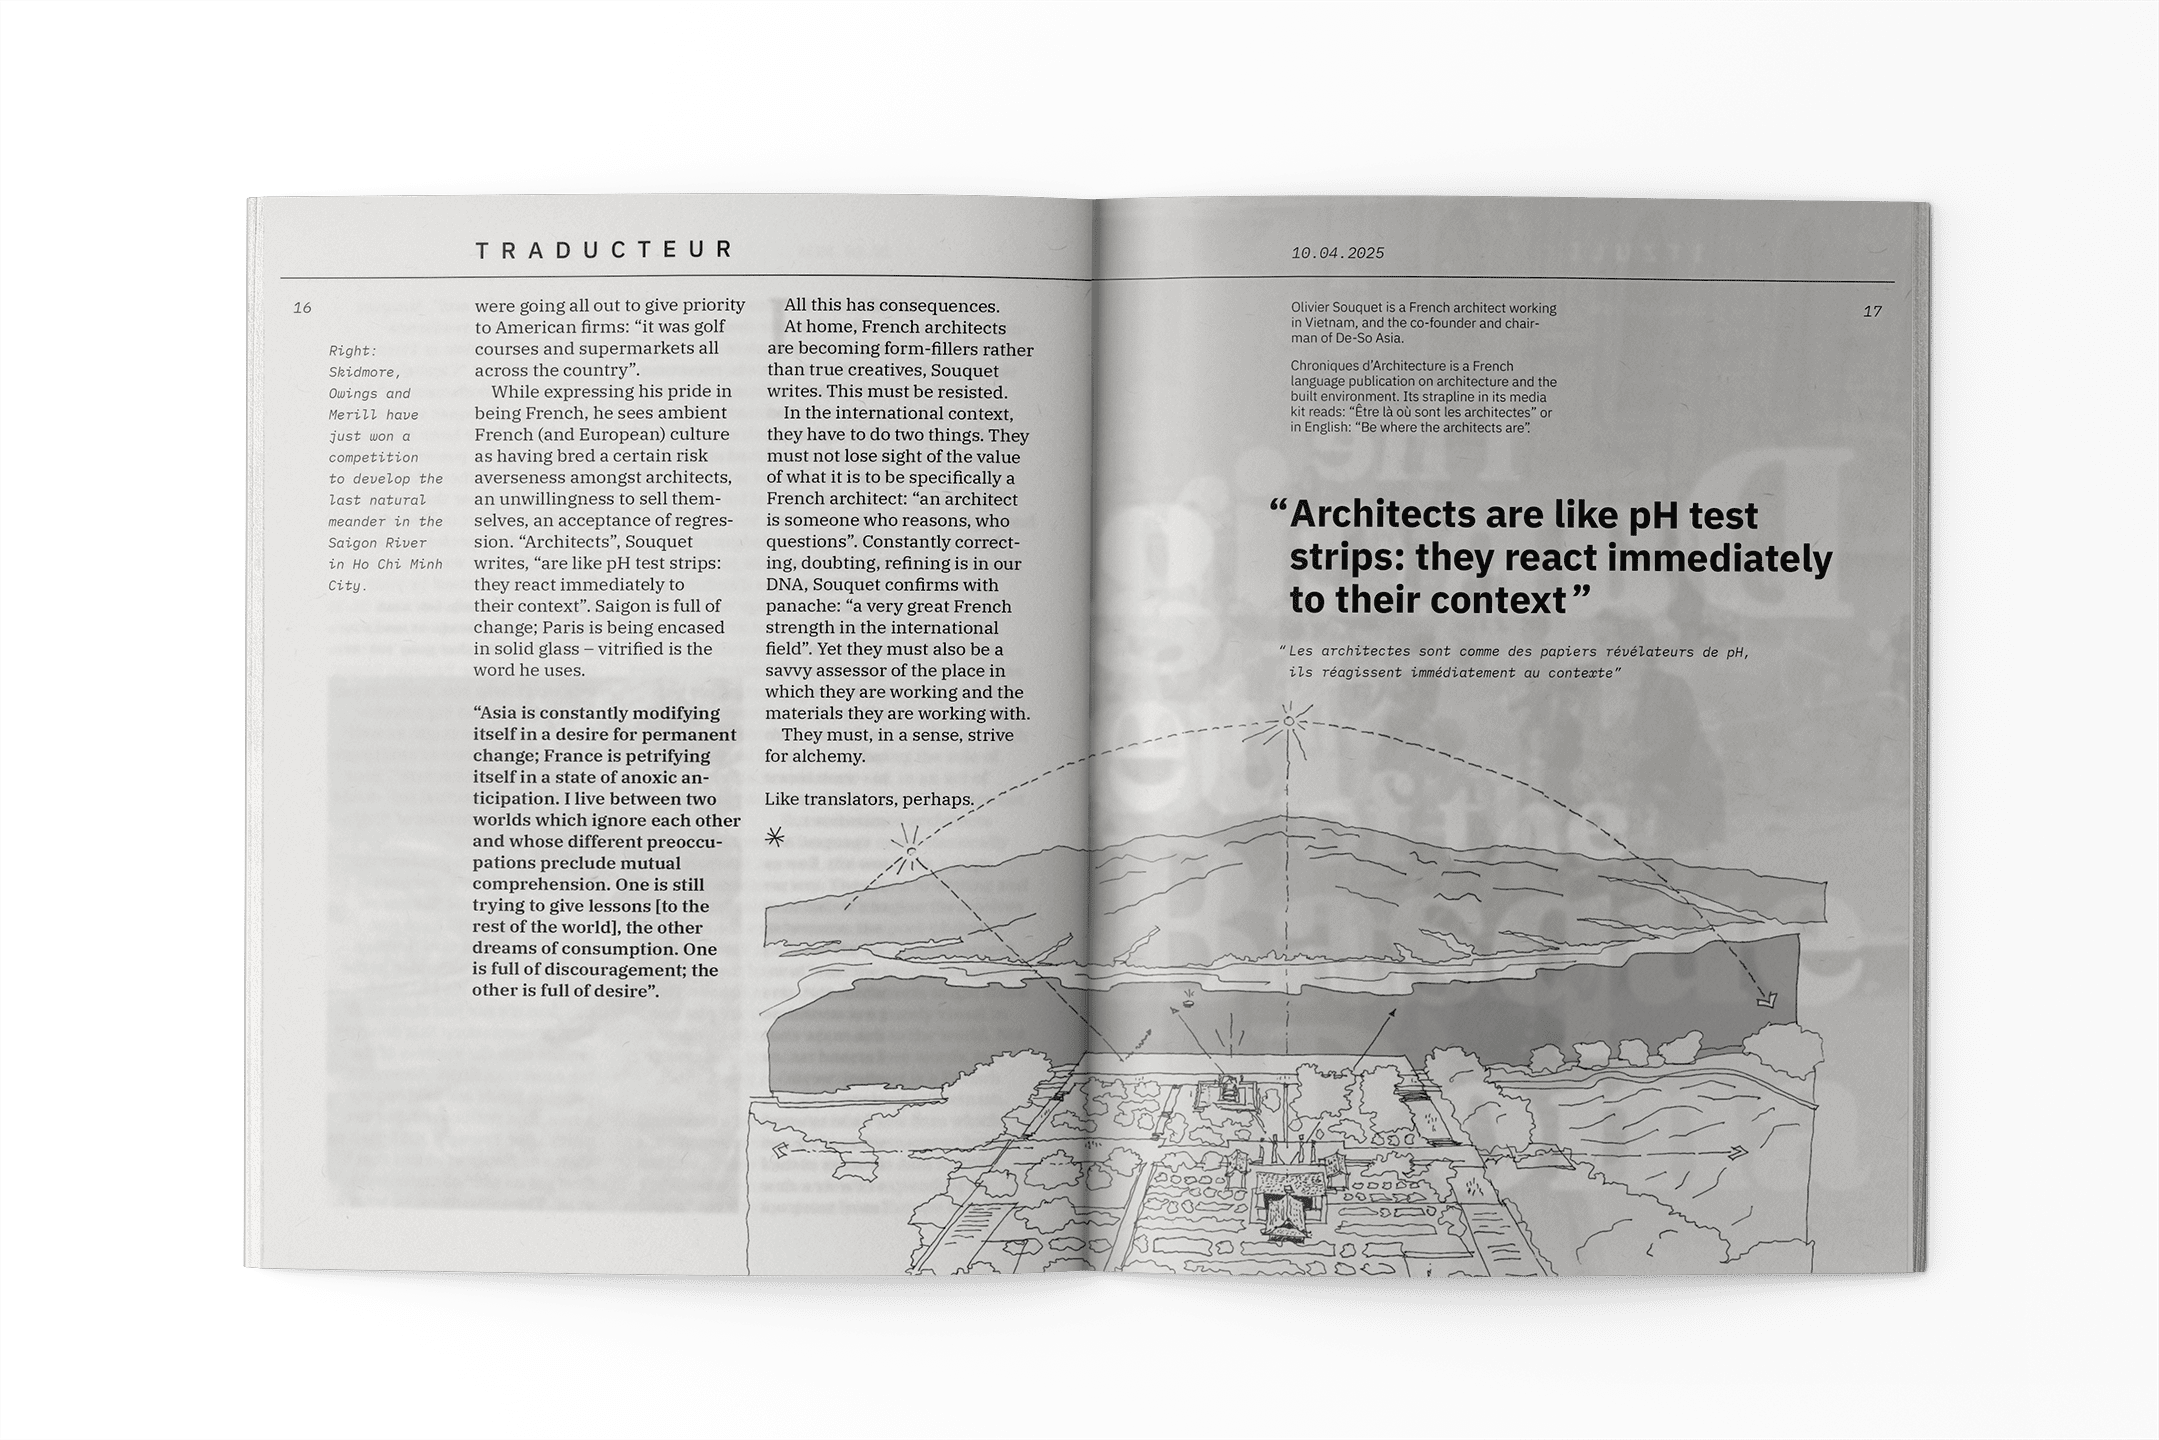 TRADUCTEUR
16
Right:
Skidmore,
Owings and
Merill have
just won a
competition
to develop the
last natural
meander in the
Saigon River
in Ho Chi Minh
City.
were going all out to give priority
to American firms: “it was golf
courses and supermarkets all
across the country”.
While expressing his pride in
being French, he sees ambient
French (and European) culture
as having bred a certain risk
averseness amongst architects,
an unwillingness to sell them-
selves, an acceptance of regres-
sion. “Architects”, Souquet
writes, “are like pH test strips:
they react immediately to
their context”. Saigon is full of
change; Paris is being encased
in solid glass – vitrified is the
word he uses.
“Asia is constantly modifying
itself in a desire for permanent
change; France is petrifying
itself in a state of anoxic an-
ticipation. I live between two
worlds which ignore each other
and whose different preoccu-
pations preclude mutual
comprehension. One is still
trying to give lessons [to the
rest of the world], the other
dreams of consumption. One
is full of discouragement; the
other is full of desire”.
All this has consequences.
At home, French architects
are becoming form-fillers rather
than true creatives, Souquet
writes. This must be resisted.
In the international context,
they have to do two things. They
must not lose sight of the value
of what it is to be specifically a
French architect: “an architect
is someone who reasons, who
questions”. Constantly correct-
ing, doubting, refining is in our
DNA, Souquet confirms with
panache: “a very great French
strength in the international
field”. Yet they must also be a
savvy assessor of the place in
which they are working and the
materials they are working with.
They must, in a sense, strive
for alchemy.
Like translators, perhaps.
*
10.04.2025
17
Olivier Souquet is a French architect working
in Vietnam, and the co-founder and chair-
man of De-So Asia.
Chroniques d’Architecture is a French
language publication on architecture and the
built environment. Its strapline in its media
kit reads: “Être là où sont les architectes” or
in English: “Be where the architects are”.
“Architects are like pH test
strips: they react immediately
to their context”
“Les architectes sont comme des papiers révélateurs de pH,
ils réagissent immédiatement au contexte”